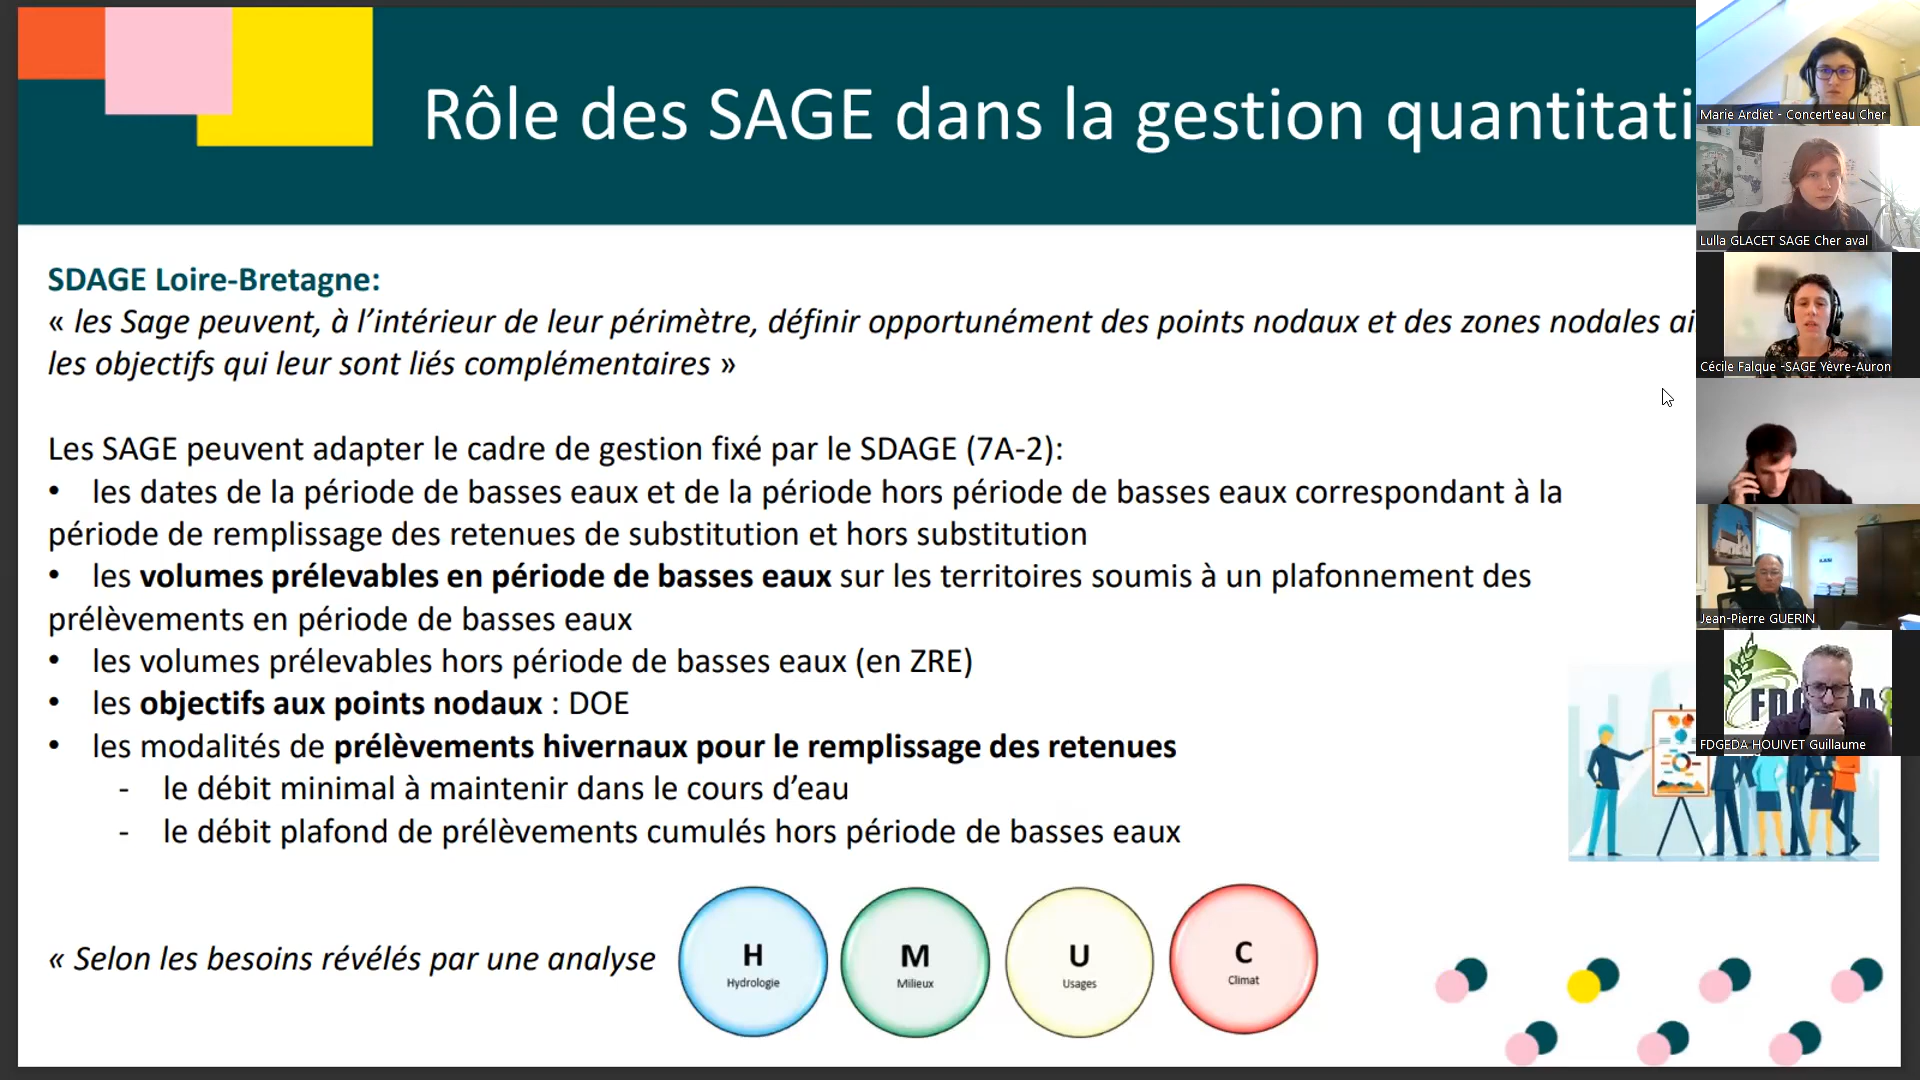 Rôle des SAGE dans la gestion quantitati
SDAGE Loire-Bretagne:
« les Sage peuvent, à l’intérieur de leur périmètre, définir opportunément des points nodaux et des zones nodales ai
les objectifs qui leur sont liés complémentaires »
Les SAGE peuvent adapter le cadre de gestion fixé par le SDAGE (7A-2):
• les dates de la période de basses eaux et de la période hors période de basses eaux correspondant à la
période de remplissage des retenues de substitution et hors substitution
• les volumes prélevables en période de basses eaux sur les territoires soumis à un plafonnement des
prélèvements en période de basses eaux
• les volumes prélevables hors période de basses eaux (en ZRE)
• les objectifs aux points nodaux : DOE
• les modalités de prélèvements hivernaux pour le remplissage des retenues
- le débit minimal à maintenir dans le cours d’eau
- le débit plafond de prélèvements cumulés hors période de basses eaux
« Selon les besoins révélés par une analyse
H
Hydrologie
M
Milieux
U
Usages
C
Climat
Marie Ardiet - Concert'eau Cher
Lulla GLACET SAGE Cher aval
Cécile Falque -SAGE Yèvre-Auron
Jean-Pierre GUERIN
FDGEDA HOUIVET Guillaume